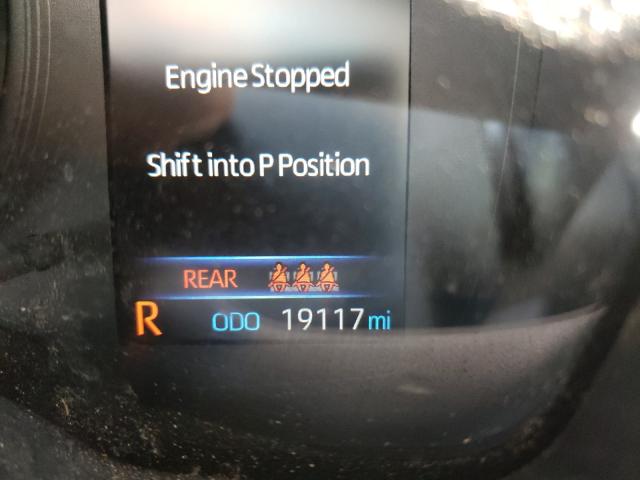 Engine Stopped
Shift into P Position
REAR
R ODO 19117 mi